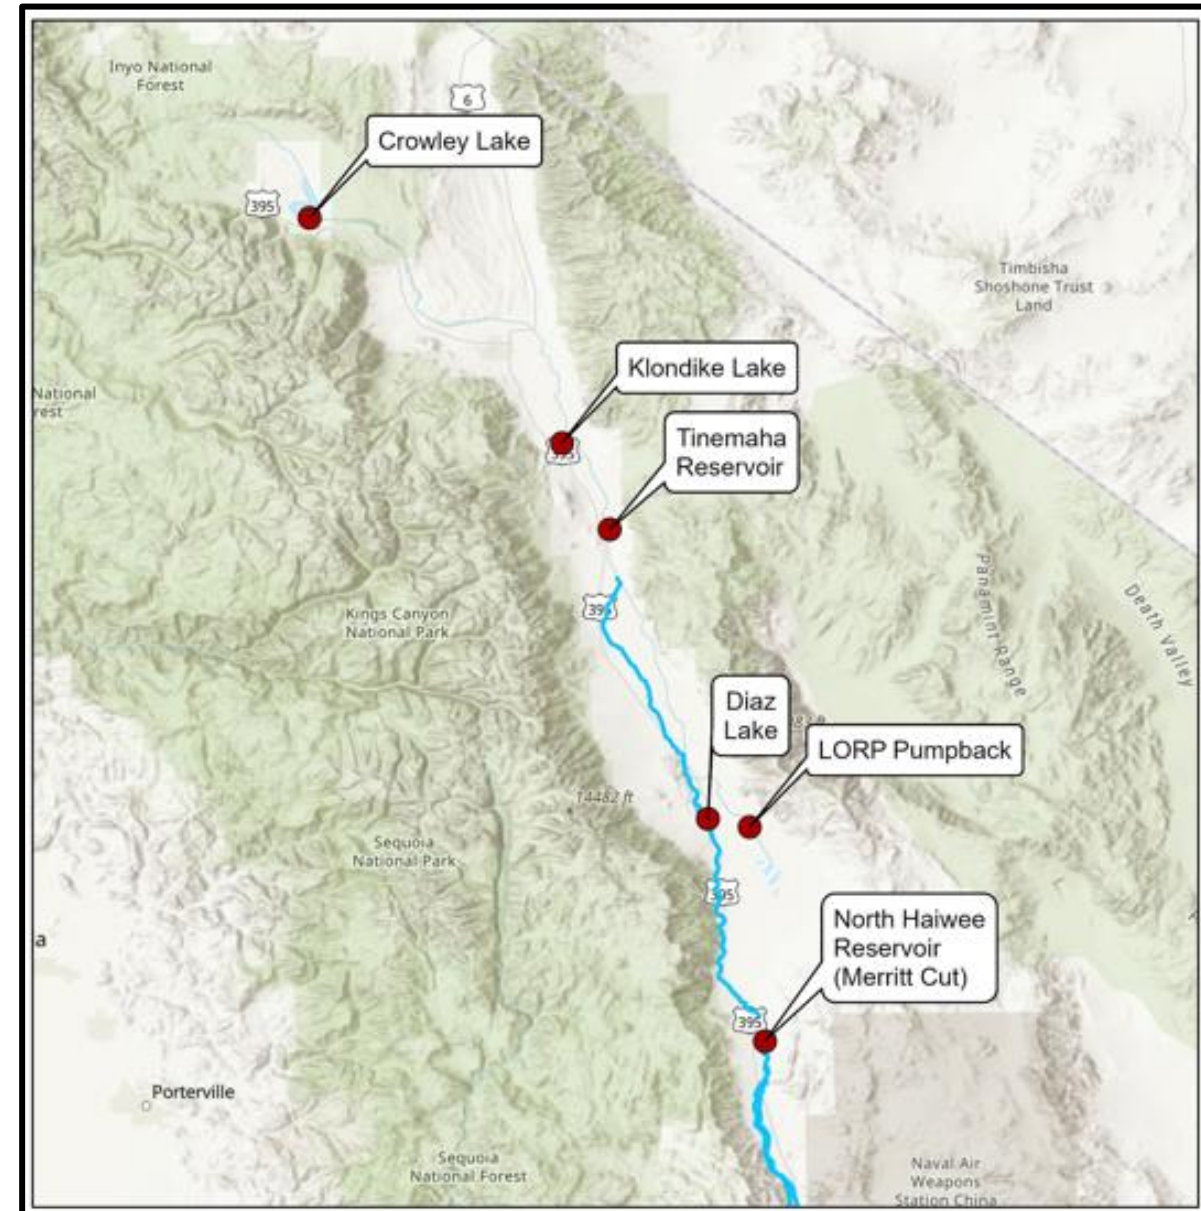 Inyo National
Forest
6
Crowley Lake
395
Timbisha
Shoshone Trust
Land
Klondike Lake
395
National
rest
Tinemaha
Reservoir
395
Kings Canyon
National Park
Panamint Range
Death Valley
Diaz
Lake
LORP Pumpback
14482 ft
Sequoia
National Park
395
North Haiwee
Reservoir
(Merritt Cut)
a
395
Porterville
Sequoia
National Forest
Naval Air
Weapons
Station China